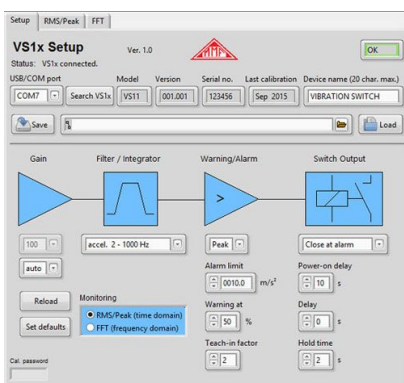 Setup RMS/Peak FFT
VS1x Setup Ver. 1.0 MMF OK
Status: VS1x connected.
USB/COM port Model Version Serial no. Last calibration Device name (20 char. max.)
COM7 Search VS1x VS11 001.001 123456 Sep 2015 VIBRATION SWITCH
Save Load
Gain Filter / Integrator Warning/Alarm Switch Output
>
100 accel. 2 - 1000 Hz Peak Close at alarm
auto Alarm limit Power-on delay
0010.0 m/s² 10 s
Reload Monitoring Warning at Delay
RMS/Peak (time domain) 50 % 0 s
Set defaults FFT (frequency domain) Teach-in factor Hold time
2 2 s
Cal. password